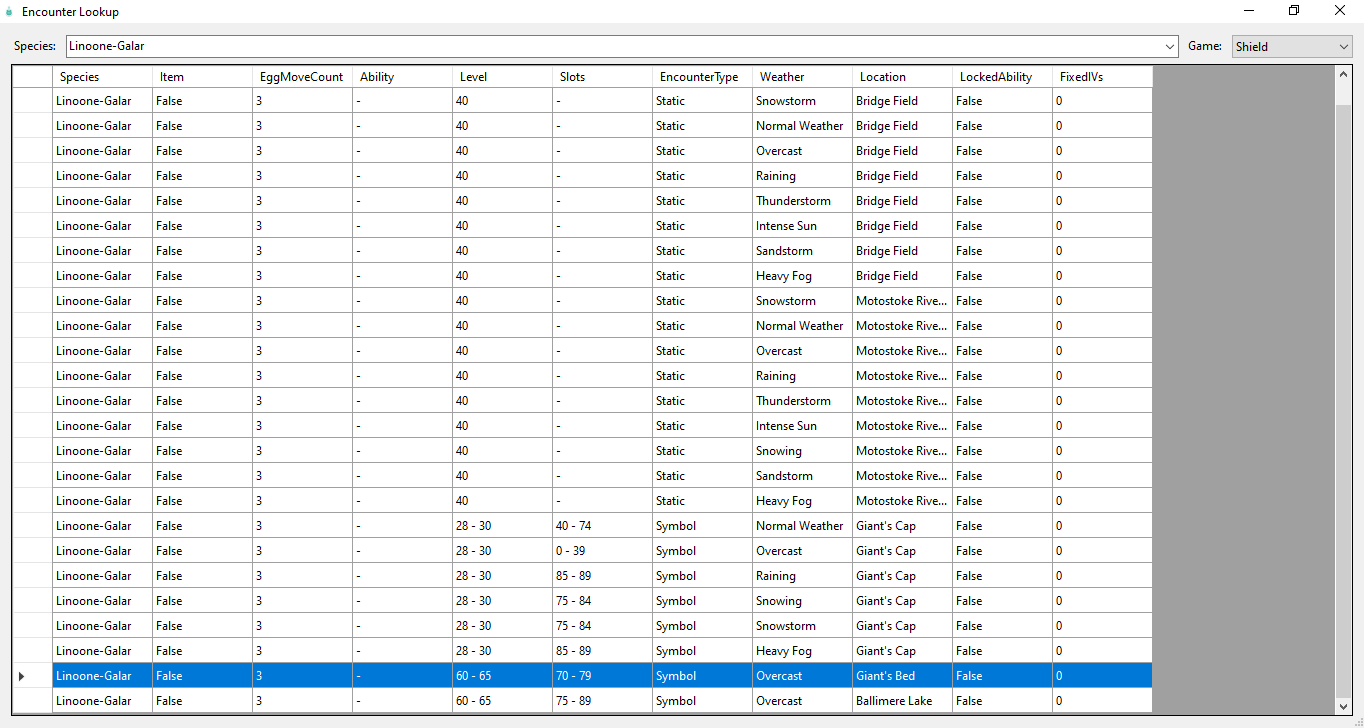 Encounter Lookup
Species: Linoone-Galar Game: Shield
Species Item EggMoveCount Ability Level Slots EncounterType Weather Location LockedAbility FixedIVs
Linoone-Galar False 3 - 40 - Static Snowstorm Bridge Field False 0
Linoone-Galar False 3 - 40 - Static Normal Weather Bridge Field False 0
Linoone-Galar False 3 - 40 - Static Overcast Bridge Field False 0
Linoone-Galar False 3 - 40 - Static Raining Bridge Field False 0
Linoone-Galar False 3 - 40 - Static Thunderstorm Bridge Field False 0
Linoone-Galar False 3 - 40 - Static Intense Sun Bridge Field False 0
Linoone-Galar False 3 - 40 - Static Sandstorm Bridge Field False 0
Linoone-Galar False 3 - 40 - Static Heavy Fog Bridge Field False 0
Linoone-Galar False 3 - 40 - Static Snowstorm Motostoke Rive... False 0
Linoone-Galar False 3 - 40 - Static Normal Weather Motostoke Rive... False 0
Linoone-Galar False 3 - 40 - Static Overcast Motostoke Rive... False 0
Linoone-Galar False 3 - 40 - Static Raining Motostoke Rive... False 0
Linoone-Galar False 3 - 40 - Static Thunderstorm Motostoke Rive... False 0
Linoone-Galar False 3 - 40 - Static Intense Sun Motostoke Rive... False 0
Linoone-Galar False 3 - 40 - Static Snowing Motostoke Rive... False 0
Linoone-Galar False 3 - 40 - Static Sandstorm Motostoke Rive... False 0
Linoone-Galar False 3 - 40 - Static Heavy Fog Motostoke Rive... False 0
Linoone-Galar False 3 - 28 - 30 40 - 74 Symbol Normal Weather Giant's Cap False 0
Linoone-Galar False 3 - 28 - 30 0 - 39 Symbol Overcast Giant's Cap False 0
Linoone-Galar False 3 - 28 - 30 85 - 89 Symbol Raining Giant's Cap False 0
Linoone-Galar False 3 - 28 - 30 75 - 84 Symbol Snowing Giant's Cap False 0
Linoone-Galar False 3 - 28 - 30 75 - 84 Symbol Snowstorm Giant's Cap False 0
Linoone-Galar False 3 - 28 - 30 85 - 89 Symbol Heavy Fog Giant's Cap False 0
Linoone-Galar False 3 - 60 - 65 70 - 79 Symbol Overcast Giant's Bed False 0
Linoone-Galar False 3 - 60 - 65 75 - 89 Symbol Overcast Ballimere Lake False 0